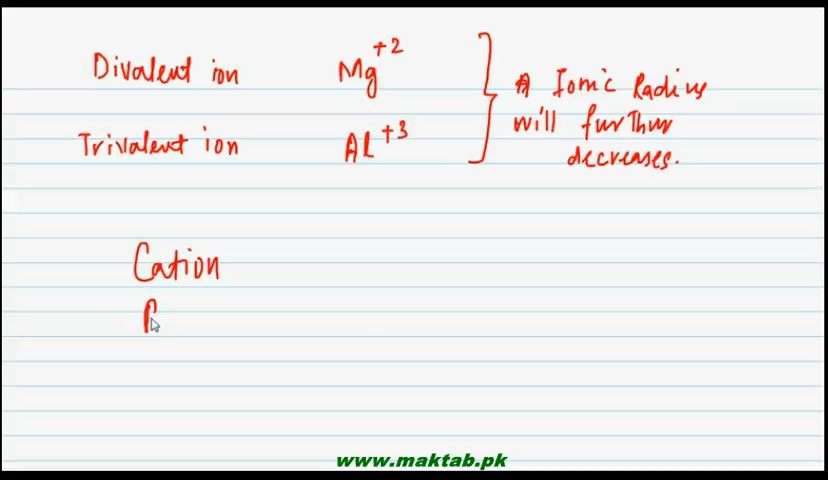 Divalent ion Mg+2
Trivalent ion Al+3
Ionic Radius
will further
decreases.
Cation
www.maktab.pk